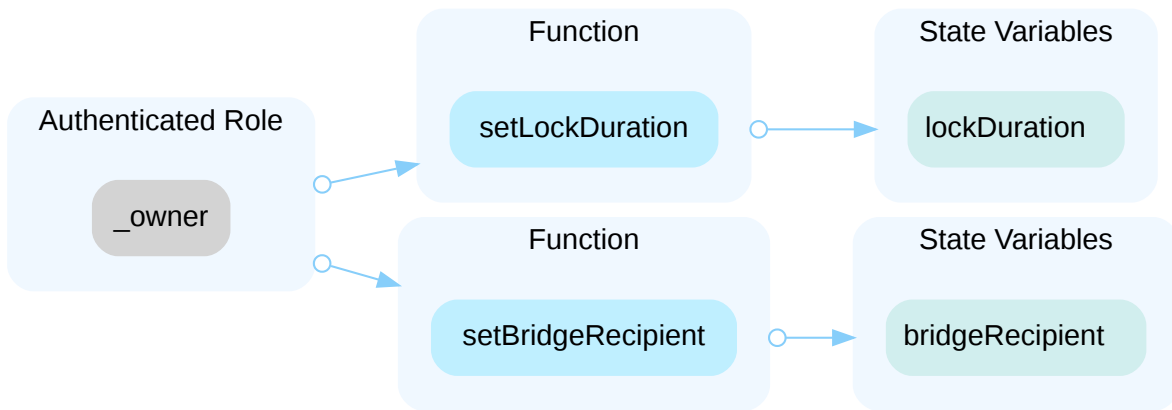 Authenticated Role
_owner
Function
setLockDuration
State Variables
lockDuration
Function
setBridgeRecipient
State Variables
bridgeRecipient